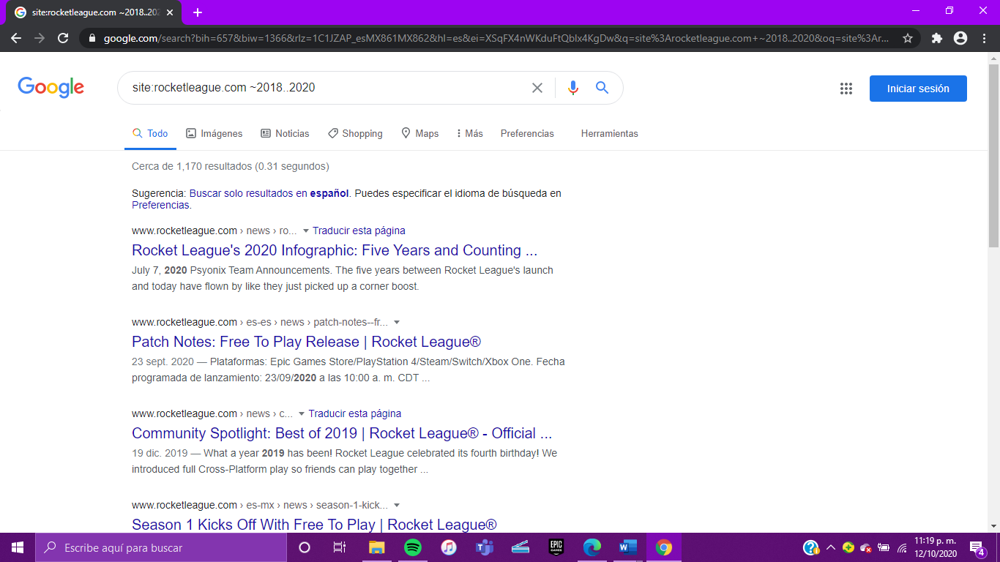 site:rocketleague.com ~2018..202
google.com/search?bih=657&biw=1366&rlz=1C1JZAP_esMX861MX862&hl=es&ei=XSqFX4nWKduFtQblx4KgDw&q=site%3Arocketleague.com+~2018..2020&oq=site%3Ar...
Google
site:rocketleague.com ~2018..2020
Iniciar sesión
Todo Imágenes Noticias Shopping Maps Más Preferencias Herramientas
Cerca de 1,170 resultados (0.31 segundos)
Sugerencia: Buscar solo resultados en español. Puedes especificar el idioma de búsqueda en
Preferencias.
www.rocketleague.com › news › ro... Traducir esta página
Rocket League's 2020 Infographic: Five Years and Counting ...
July 7, 2020 Psyonix Team Announcements. The five years between Rocket League's launch
and today have flown by like they just picked up a corner boost.
www.rocketleague.com › es-es › news › patch-notes--fr...
Patch Notes: Free To Play Release | Rocket League®
23 sept. 2020 — Plataformas: Epic Games Store/PlayStation 4/Steam/Switch/Xbox One. Fecha
programada de lanzamiento: 23/09/2020 a las 10:00 a. m. CDT ...
www.rocketleague.com › news › c... Traducir esta página
Community Spotlight: Best of 2019 | Rocket League® - Official ...
19 dic. 2019 — What a year 2019 has been! Rocket League celebrated its fourth birthday! We
introduced full Cross-Platform play so friends can play together ...
www.rocketleague.com › es-mx › news › season-1-kick...
Season 1 Kicks Off With Free To Play | Rocket League®
Escribe aquí para buscar
EPIC
GAMES
11:19 p. m.
12/10/2020
4